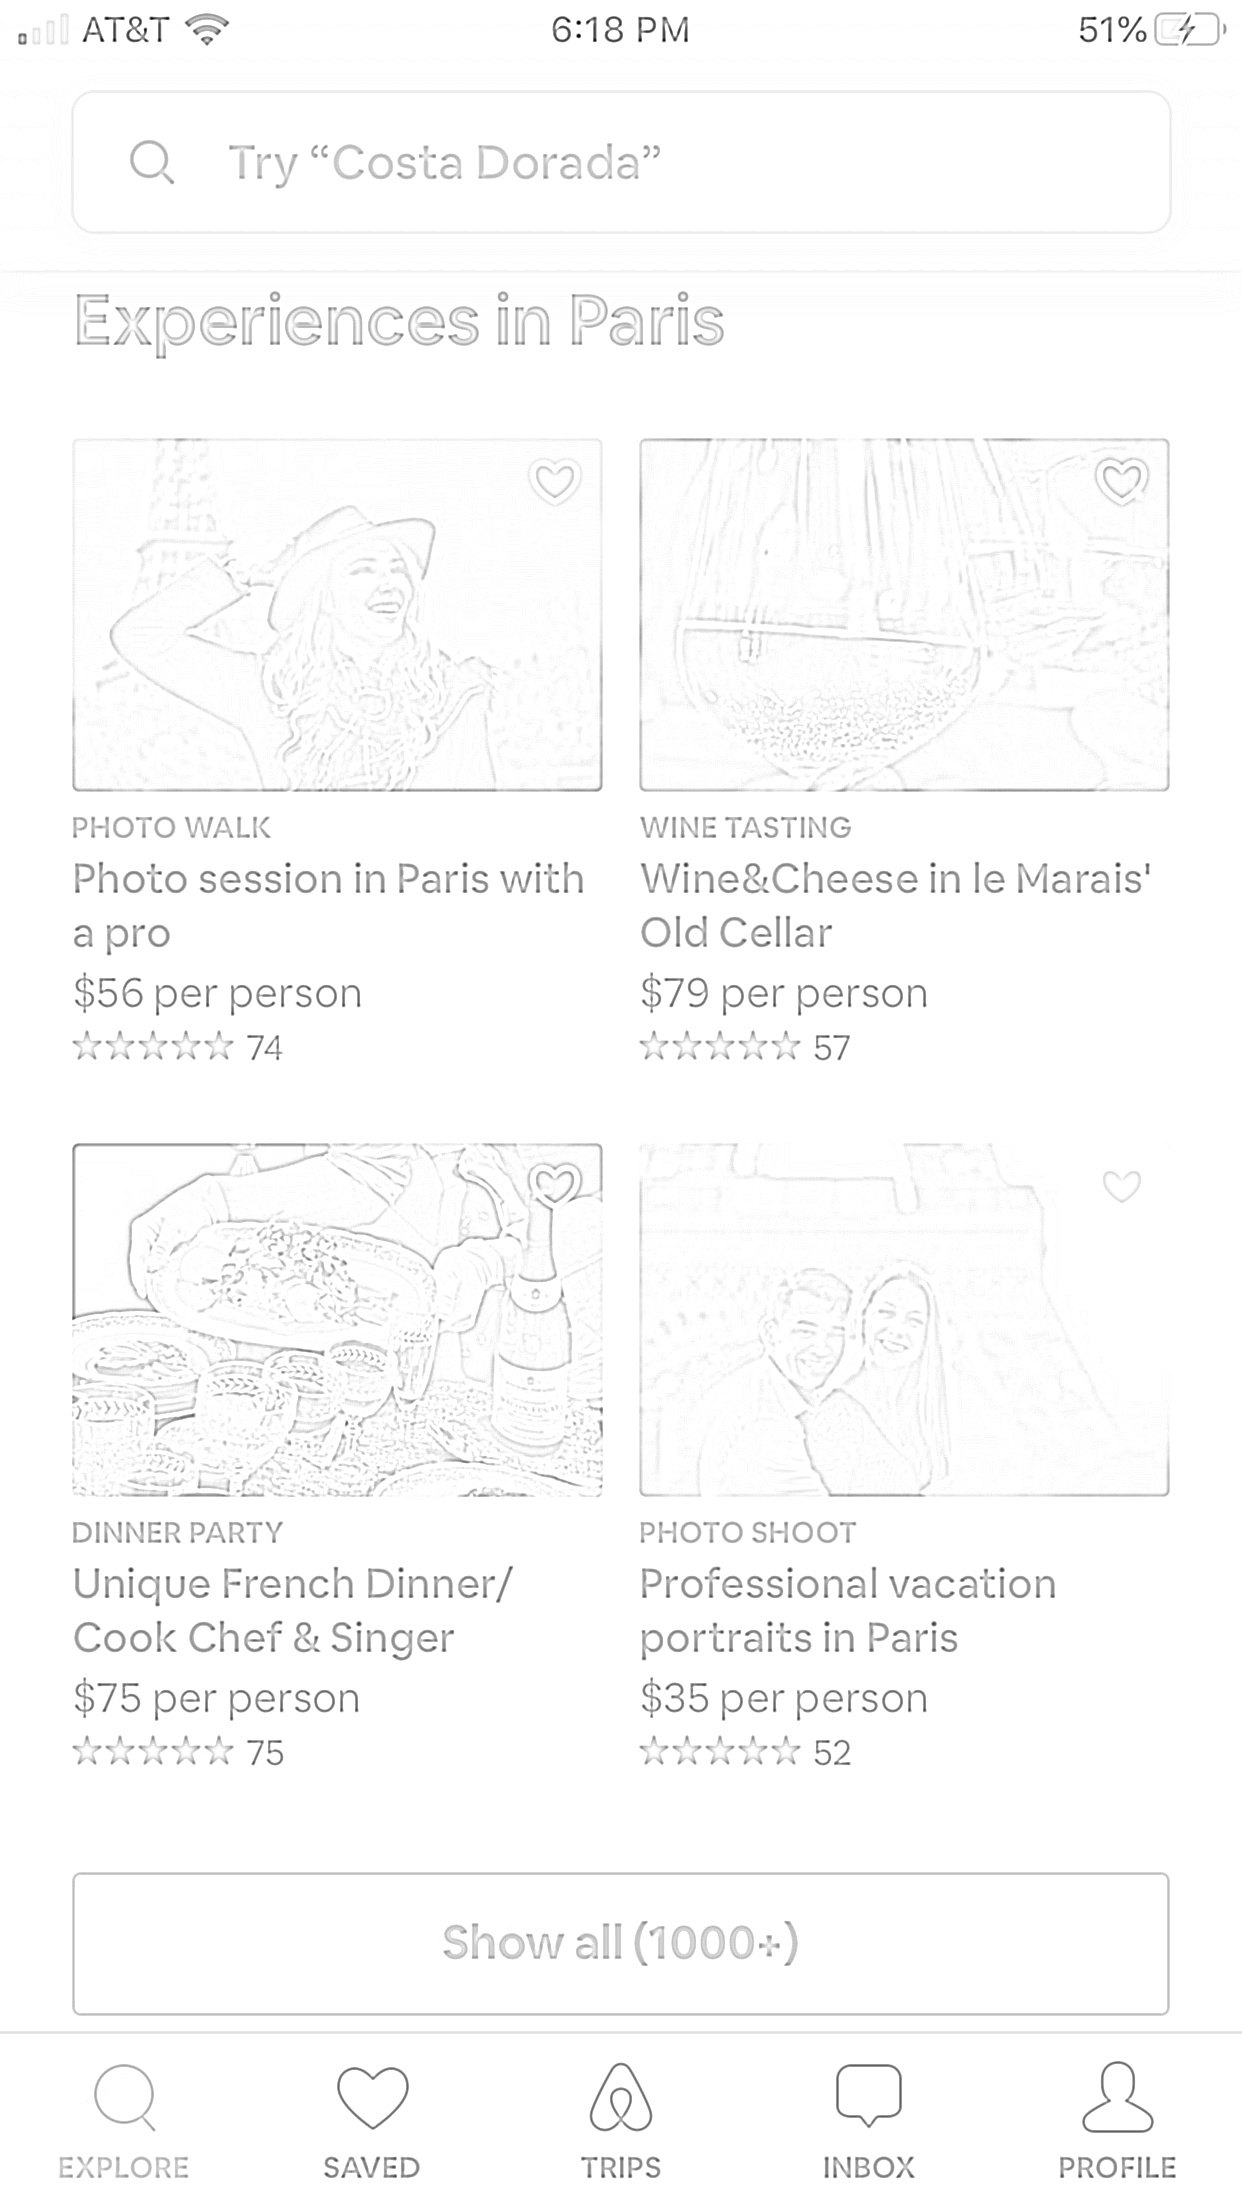 AT&T 6:18 PM 51%
Try “Costa Dorada”
Experiences in Paris
PHOTO WALK
Photo session in Paris with
a pro
$56 per person
74
WINE TASTING
Wine&Cheese in le Marais'
Old Cellar
$79 per person
57
DINNER PARTY
Unique French Dinner/
Cook Chef & Singer
$75 per person
75
PHOTO SHOOT
Professional vacation
portraits in Paris
$35 per person
52
Show all (1000+)
EXPLORE SAVED TRIPS INBOX PROFILE